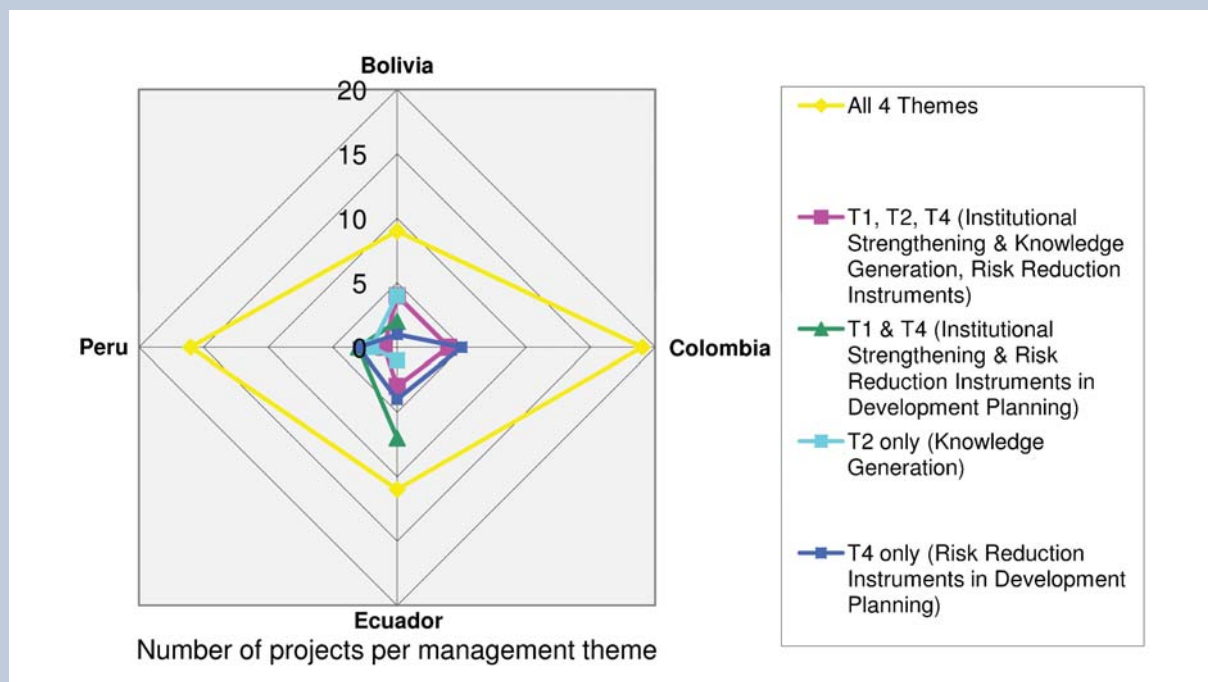 Bolivia
20
15
10
5
0
Peru
Colombia
Ecuador
Number of projects per management theme
All 4 Themes
T1, T2, T4 (Institutional
Strengthening & Knowledge
Generation, Risk Reduction
Instruments)
T1 & T4 (Institutional
Strengthening & Risk
Reduction Instruments in
Development Planning)
T2 only (Knowledge
Generation)
T4 only (Risk Reduction
Instruments in Development
Planning)